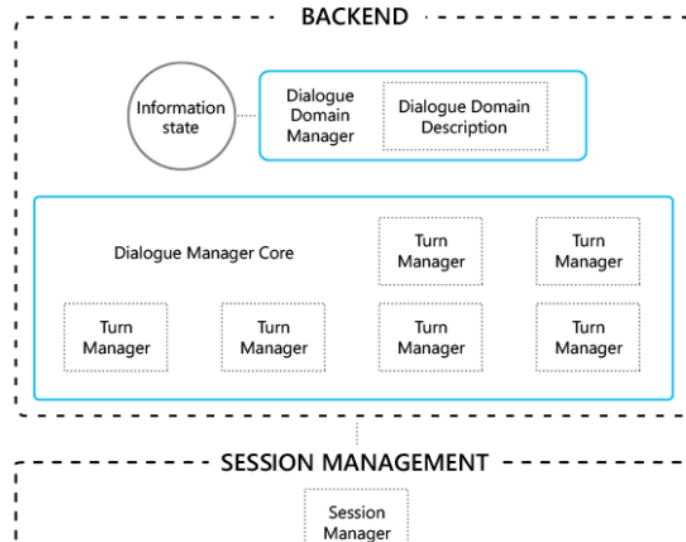 BACKEND
Information
state
Dialogue
Domain
Manager
Dialogue Domain
Description
Dialogue Manager Core
Turn
Manager
Turn
Manager
Turn
Manager
Turn
Manager
Turn
Manager
Turn
Manager
SESSION MANAGEMENT
Session
Manager